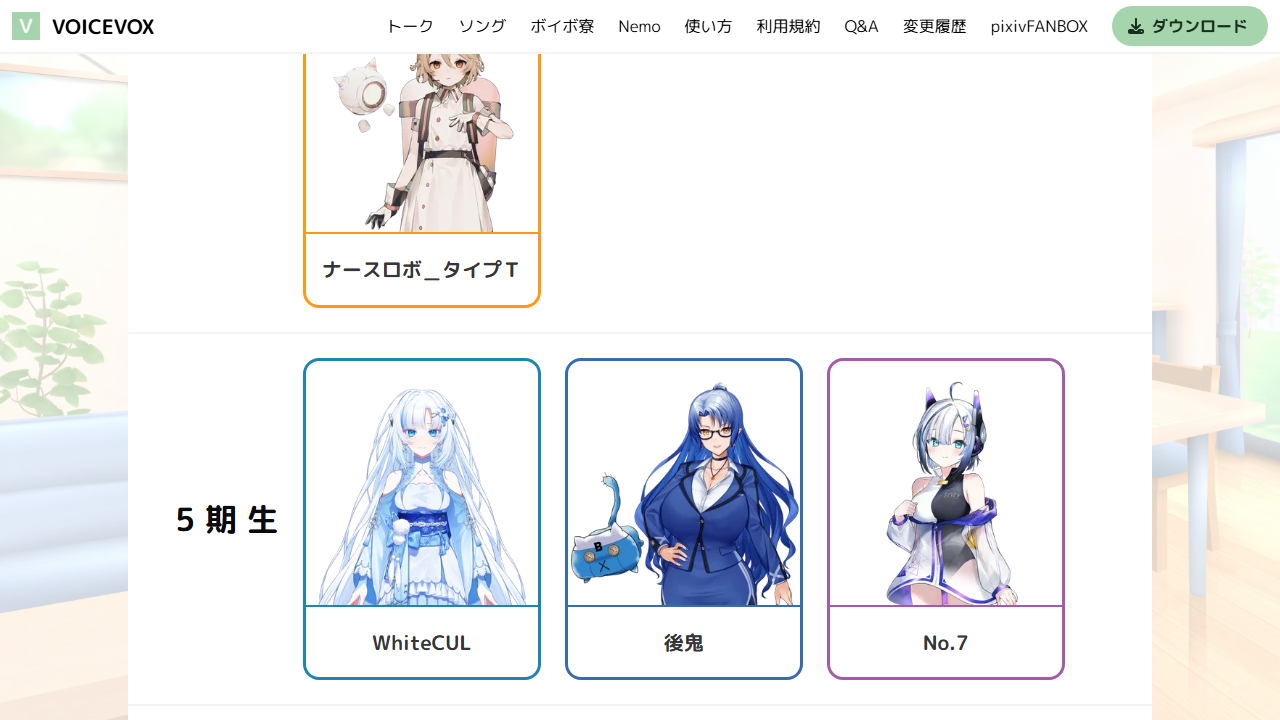 V VOICEVOX トーク ソング ボイボ寮 Nemo 使い方 利用規約 Q&A 変更履歴 pixivFANBOX ダウンロード
ナースロボ＿タイプＴ
5期生
B
X
WhiteCUL
後鬼
No.7